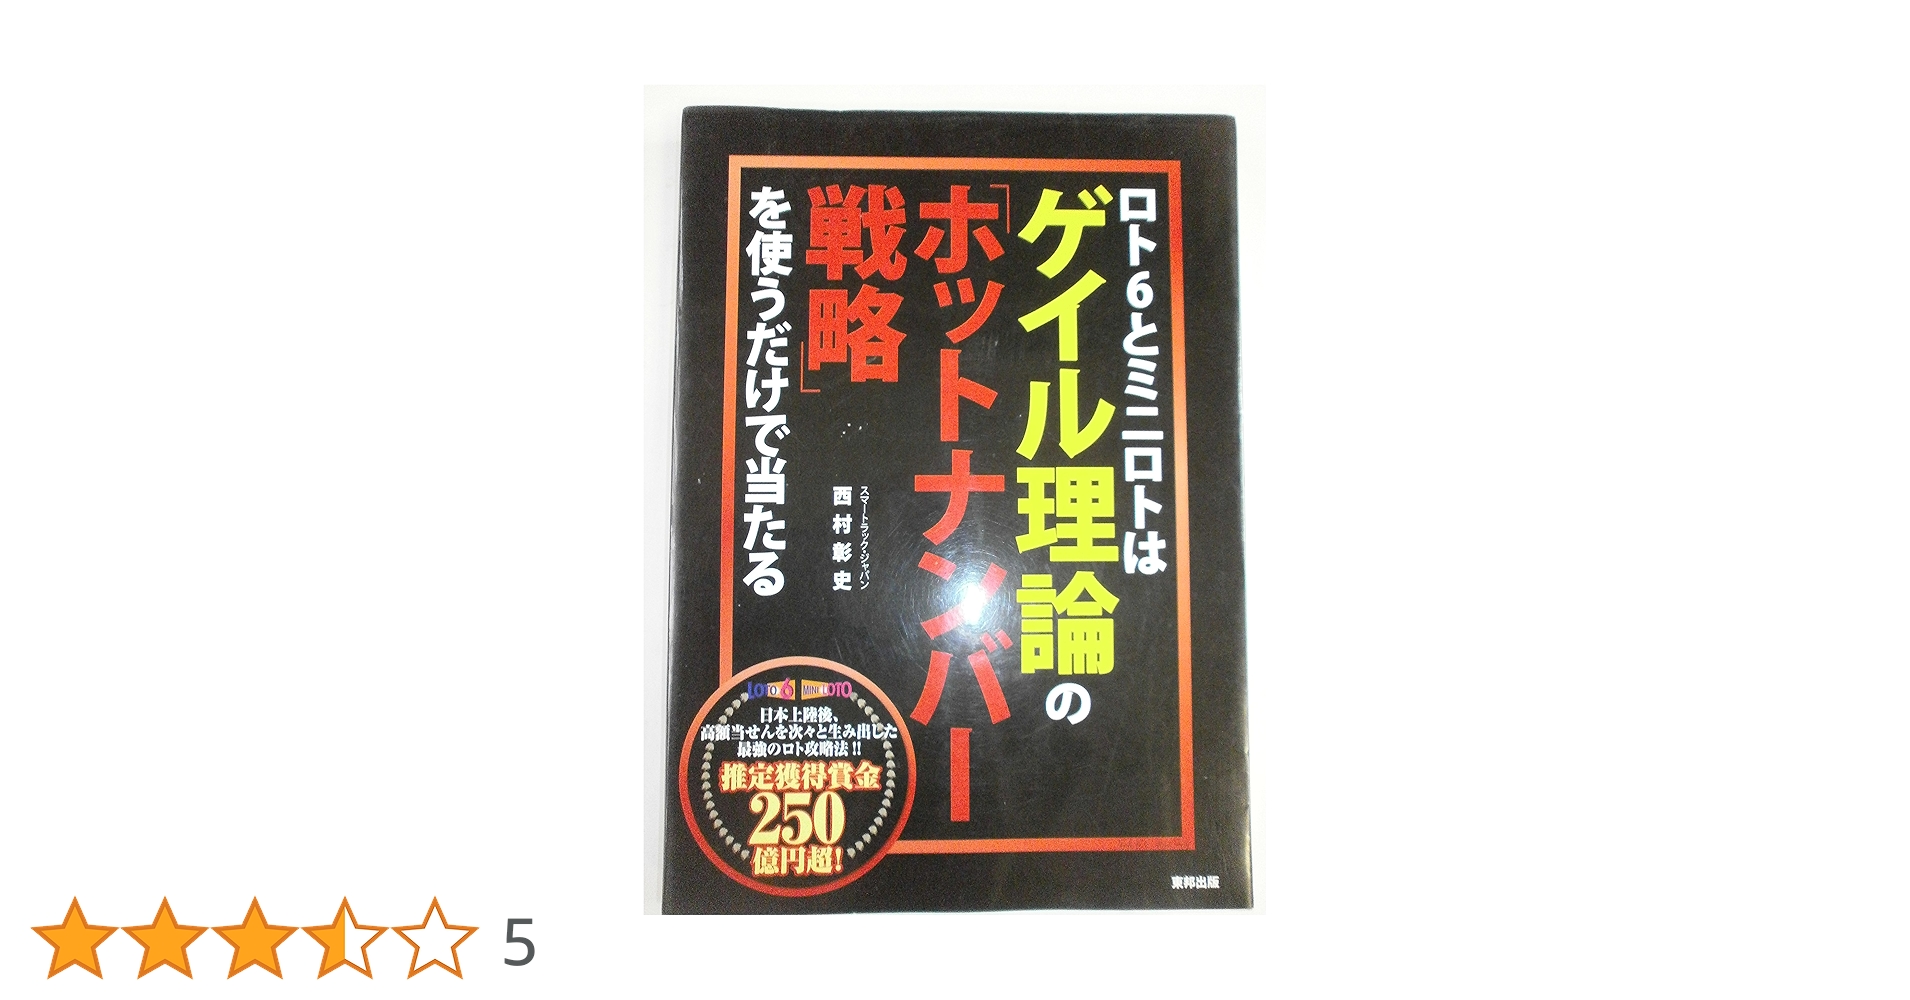 ロト6とミニロトは
ゲイル理論の
「ホットナンバー
戦略」
を使うだけで当たる
スマートラック・ジャパン
西村彰史
LOTO 6 MINI LOTO
日本上陸後、
高額当せんを次々と生み出した
最強のロト攻略法!!
推定獲得賞金
250
億円超!
東邦出版
5